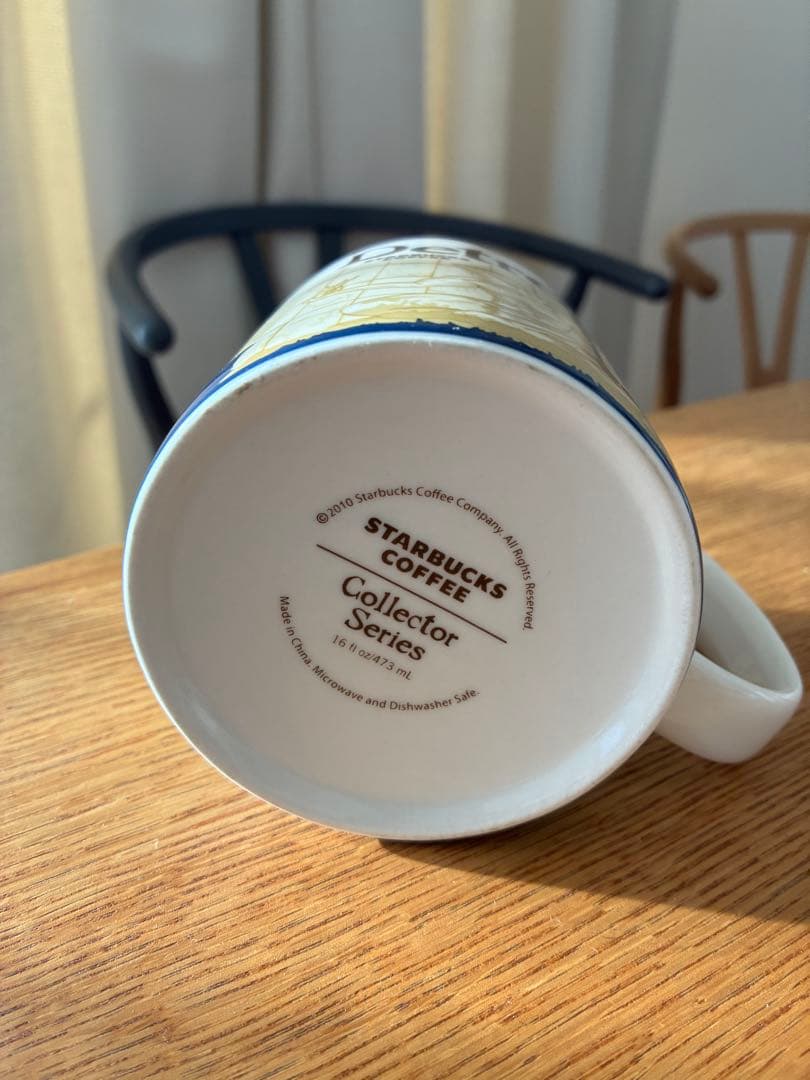 ©2010 Starbucks Coffee Company. All Rights Reserved.
STARBUCKS
COFFEE
Collector
Series
16 fl oz/473 mL
Made in China. Microwave and Dishwasher Safe.